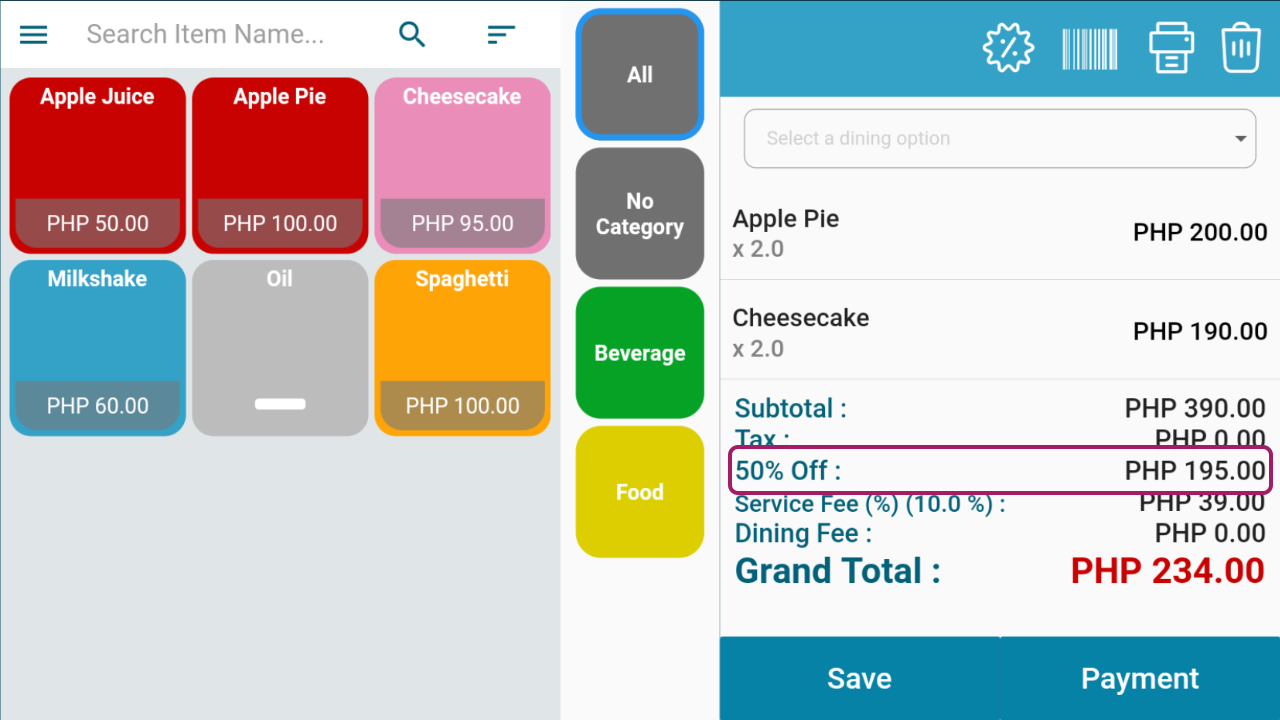 Search Item Name...
Apple Juice
PHP 50.00
Apple Pie
PHP 100.00
Cheesecake
PHP 95.00
Milkshake
PHP 60.00
Oil
Spaghetti
PHP 100.00
All
No
Category
Beverage
Food
Select a dining option
Apple Pie
x 2.0
PHP 200.00
Cheesecake
x 2.0
PHP 190.00
Subtotal : PHP 390.00
Tax : PHP 0.00
50% Off : PHP 195.00
Service Fee (%) (10.0 %) : PHP 39.00
Dining Fee : PHP 0.00
Grand Total : PHP 234.00
Save
Payment